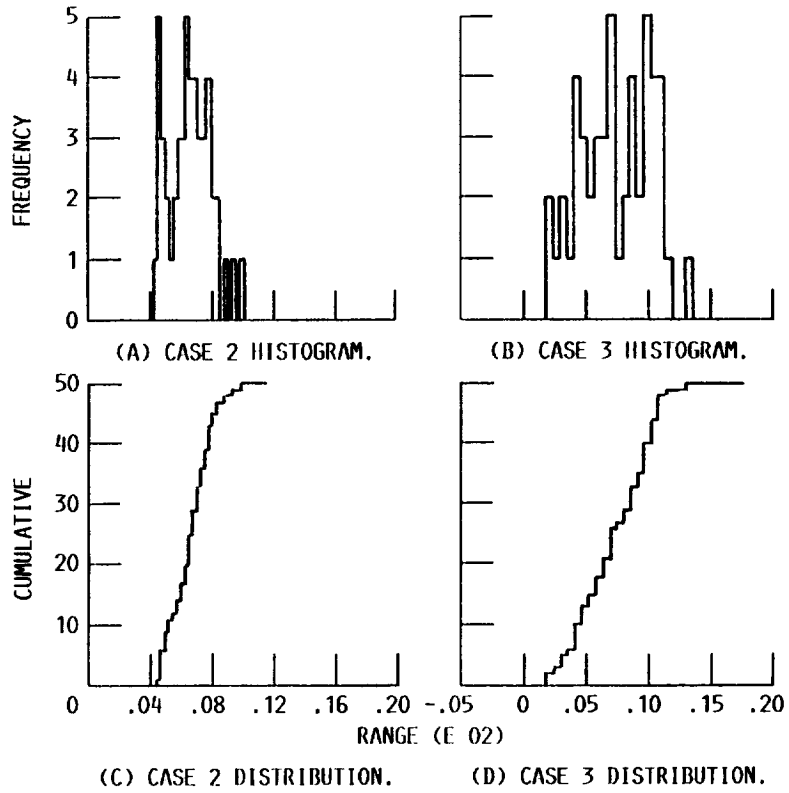 5
4
3
2
1
0
FREQUENCY
(A) CASE 2 HISTOGRAM.
(B) CASE 3 HISTOGRAM.
50
40
30
20
10
CUMULATIVE
0 .04 .08 .12 .16 .20
-.05 0 .05 .10 .15 .20
0
RANGE (E 02)
(C) CASE 2 DISTRIBUTION.
(D) CASE 3 DISTRIBUTION.